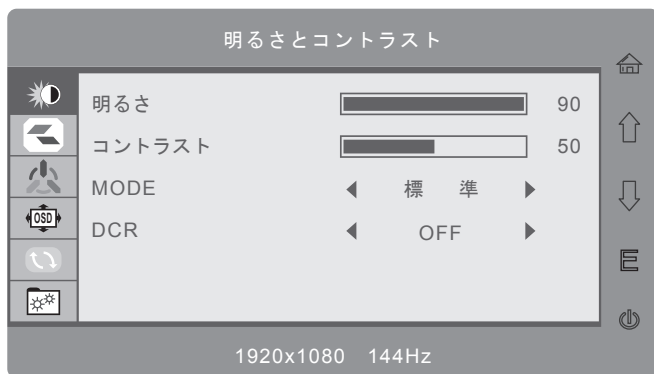 明るさとコントラスト
明るさ 90
コントラスト 50
MODE 標 準
DCR OFF
OSD
E
1920x1080 144Hz